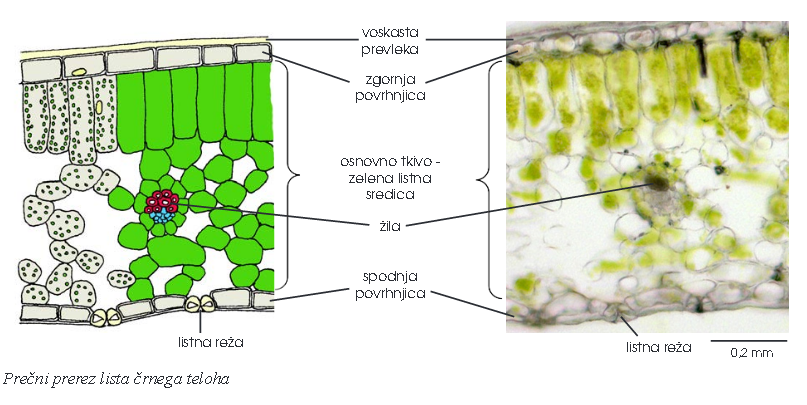 voskasta
prevleka
zgornja
povrhnjica
osnovno tkivo -
zelena listna
sredica
žila
spodnja
povrhnjica
listna reža
listna reža
0,2 mm
Prečni prerez lista črnega teloha